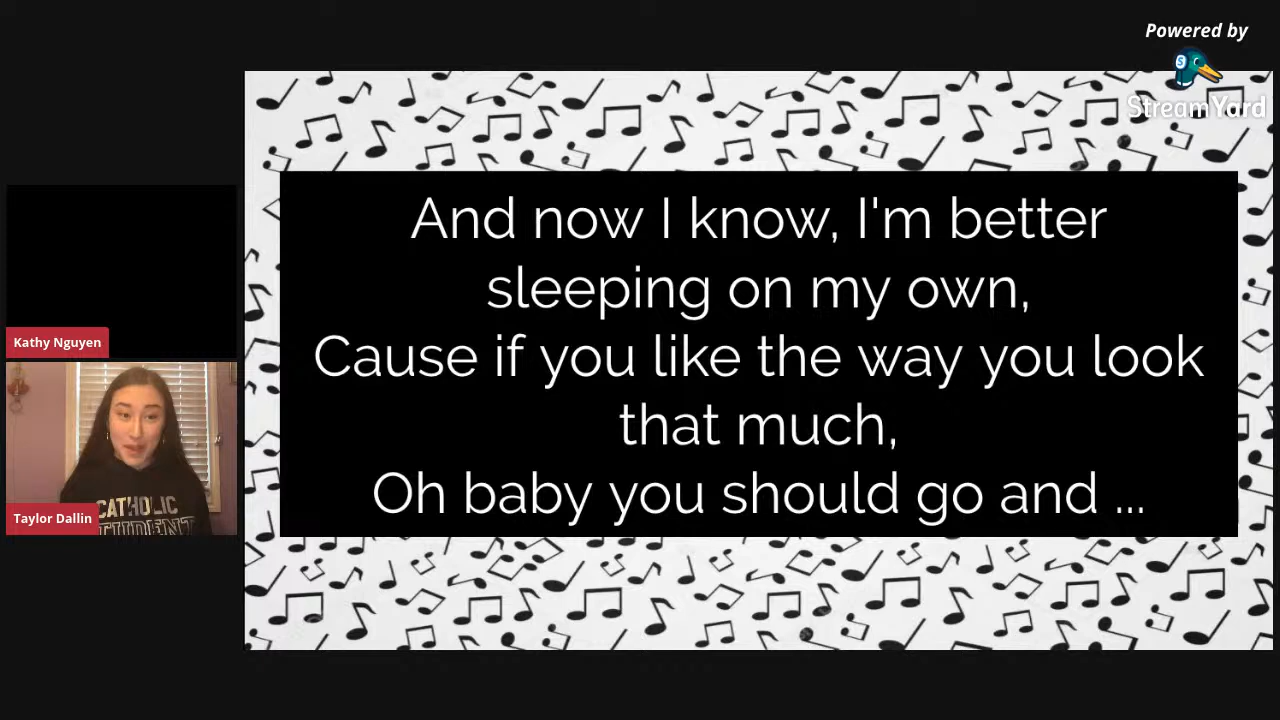 Powered by
StreamYard
And now I know, I'm better
sleeping on my own,
Cause if you like the way you look
that much,
Oh baby you should go and ...
Kathy Nguyen
CATHOLIC
STUDENT
Taylor Dallin